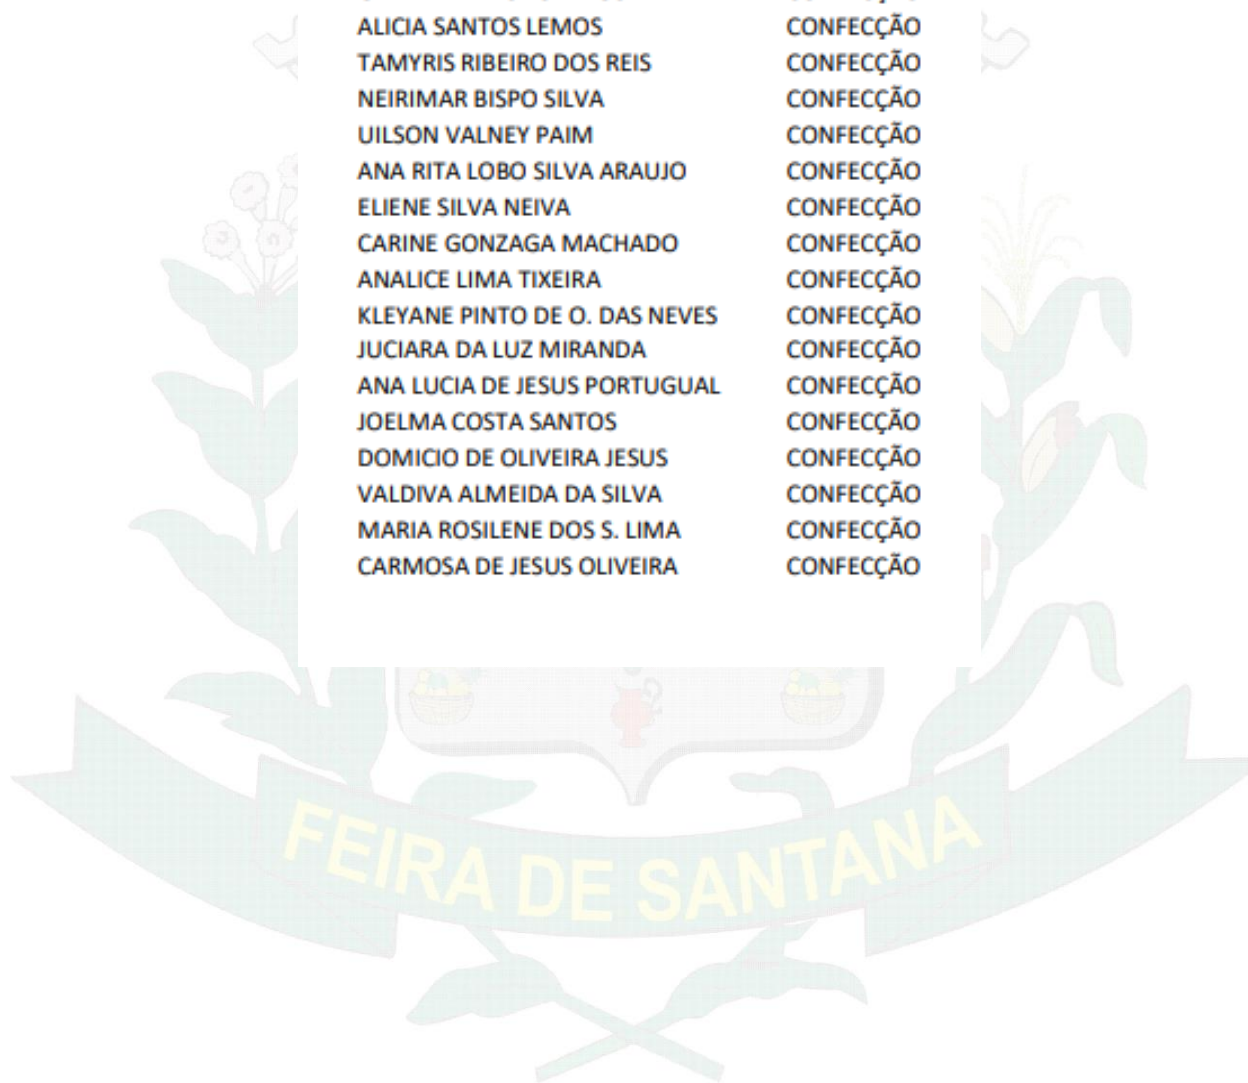 ALICIA SANTOS LEMOS CONFECÇÃO
TAMYRIS RIBEIRO DOS REIS CONFECÇÃO
NEIRIMAR BISPO SILVA CONFECÇÃO
UILSON VALNEY PAIM CONFECÇÃO
ANA RITA LOBO SILVA ARAUJO CONFECÇÃO
ELIENE SILVA NEIVA CONFECÇÃO
CARINE GONZAGA MACHADO CONFECÇÃO
ANALICE LIMA TIXEIRA CONFECÇÃO
KLEYANE PINTO DE O. DAS NEVES CONFECÇÃO
JUCIARA DA LUZ MIRANDA CONFECÇÃO
ANA LUCIA DE JESUS PORTUGUAL CONFECÇÃO
JOELMA COSTA SANTOS CONFECÇÃO
DOMICIO DE OLIVEIRA JESUS CONFECÇÃO
VALDIVA ALMEIDA DA SILVA CONFECÇÃO
MARIA ROSILENE DOS S. LIMA CONFECÇÃO
CARMOSA DE JESUS OLIVEIRA CONFECÇÃO
FEIRA DE SANTANA